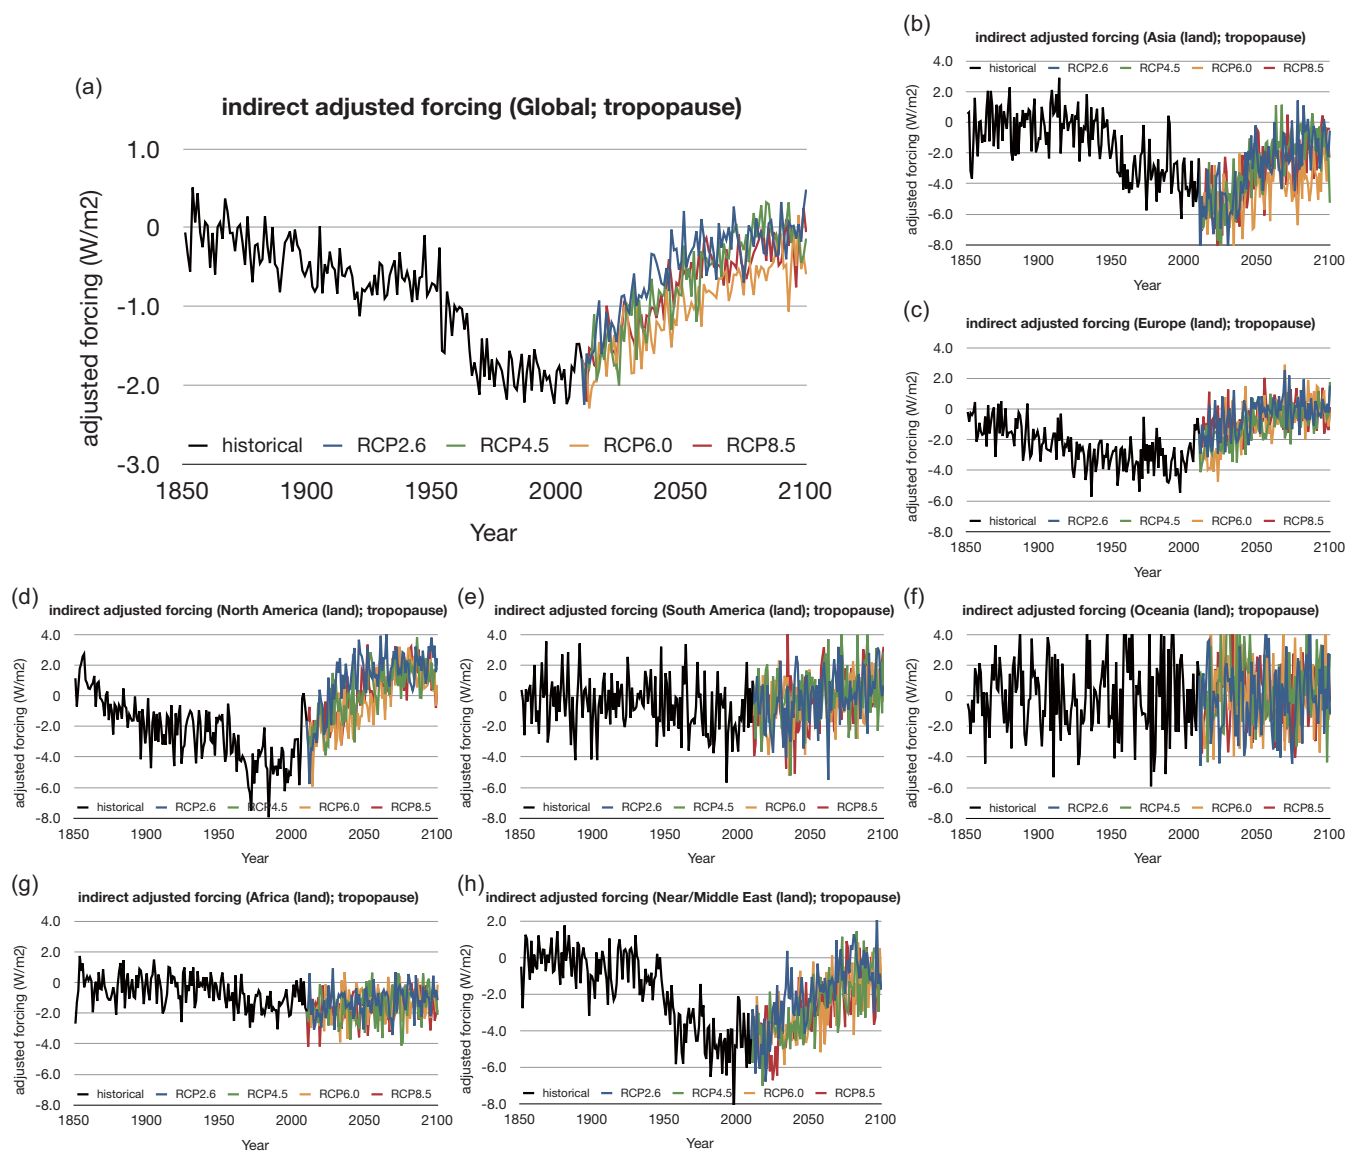 (a)
indirect adjusted forcing (Global; tropopause)
adjusted forcing (W/m2)
1.0
0
-1.0
-2.0
-3.0
historical RCP2.6 RCP4.5 RCP6.0 RCP8.5
1850 1900 1950 2000 2050 2100
Year
(b)
indirect adjusted forcing (Asia (land); tropopause)
adjusted forcing (W/m2)
4.0
2.0
0
-2.0
-4.0
-6.0
-8.0
historical RCP2.6 RCP4.5 RCP6.0 RCP8.5
1850 1900 1950 2000 2050 2100
Year
(c)
indirect adjusted forcing (Europe (land); tropopause)
adjusted forcing (W/m2)
4.0
2.0
0
-2.0
-4.0
-6.0
-8.0
historical RCP2.6 RCP4.5 RCP6.0 RCP8.5
1850 1900 1950 2000 2050 2100
Year
(d)
indirect adjusted forcing (North America (land); tropopause)
adjusted forcing (W/m2)
4.0
2.0
0
-2.0
-4.0
-6.0
-8.0
historical RCP2.6 RCP4.5 RCP6.0 RCP8.5
1850 1900 1950 2000 2050 2100
Year
(e)
indirect adjusted forcing (South America (land); tropopause)
adjusted forcing (W/m2)
4.0
2.0
0
-2.0
-4.0
-6.0
-8.0
historical RCP2.6 RCP4.5 RCP6.0 RCP8.5
1850 1900 1950 2000 2050 2100
Year
(f)
indirect adjusted forcing (Oceania (land); tropopause)
adjusted forcing (W/m2)
4.0
2.0
0
-2.0
-4.0
-6.0
-8.0
historical RCP2.6 RCP4.5 RCP6.0 RCP8.5
1850 1900 1950 2000 2050 2100
Year
(g)
indirect adjusted forcing (Africa (land); tropopause)
adjusted forcing (W/m2)
4.0
2.0
0
-2.0
-4.0
-6.0
-8.0
historical RCP2.6 RCP4.5 RCP6.0 RCP8.5
1850 1900 1950 2000 2050 2100
Year
(h)
indirect adjusted forcing (Near/Middle East (land); tropopause)
adjusted forcing (W/m2)
2.0
0
-2.0
-4.0
-6.0
-8.0
historical RCP2.6 RCP4.5 RCP6.0 RCP8.5
1850 1900 1950 2000 2050 2100
Year